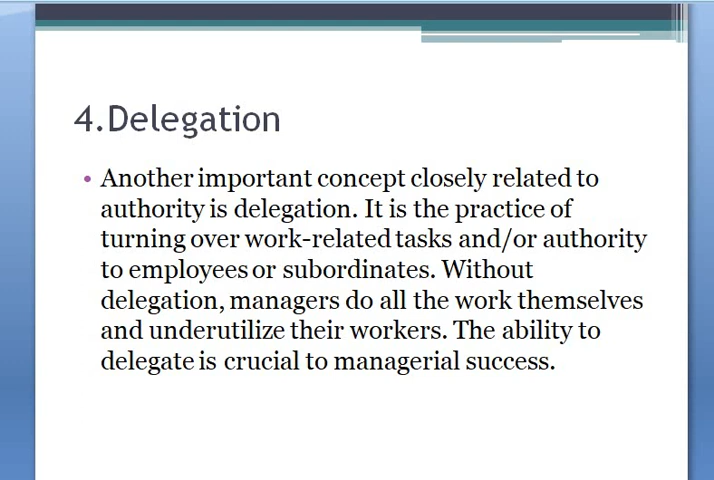 4.Delegation
• Another important concept closely related to
authority is delegation. It is the practice of
turning over work-related tasks and/or authority
to employees or subordinates. Without
delegation, managers do all the work themselves
and underutilize their workers. The ability to
delegate is crucial to managerial success.